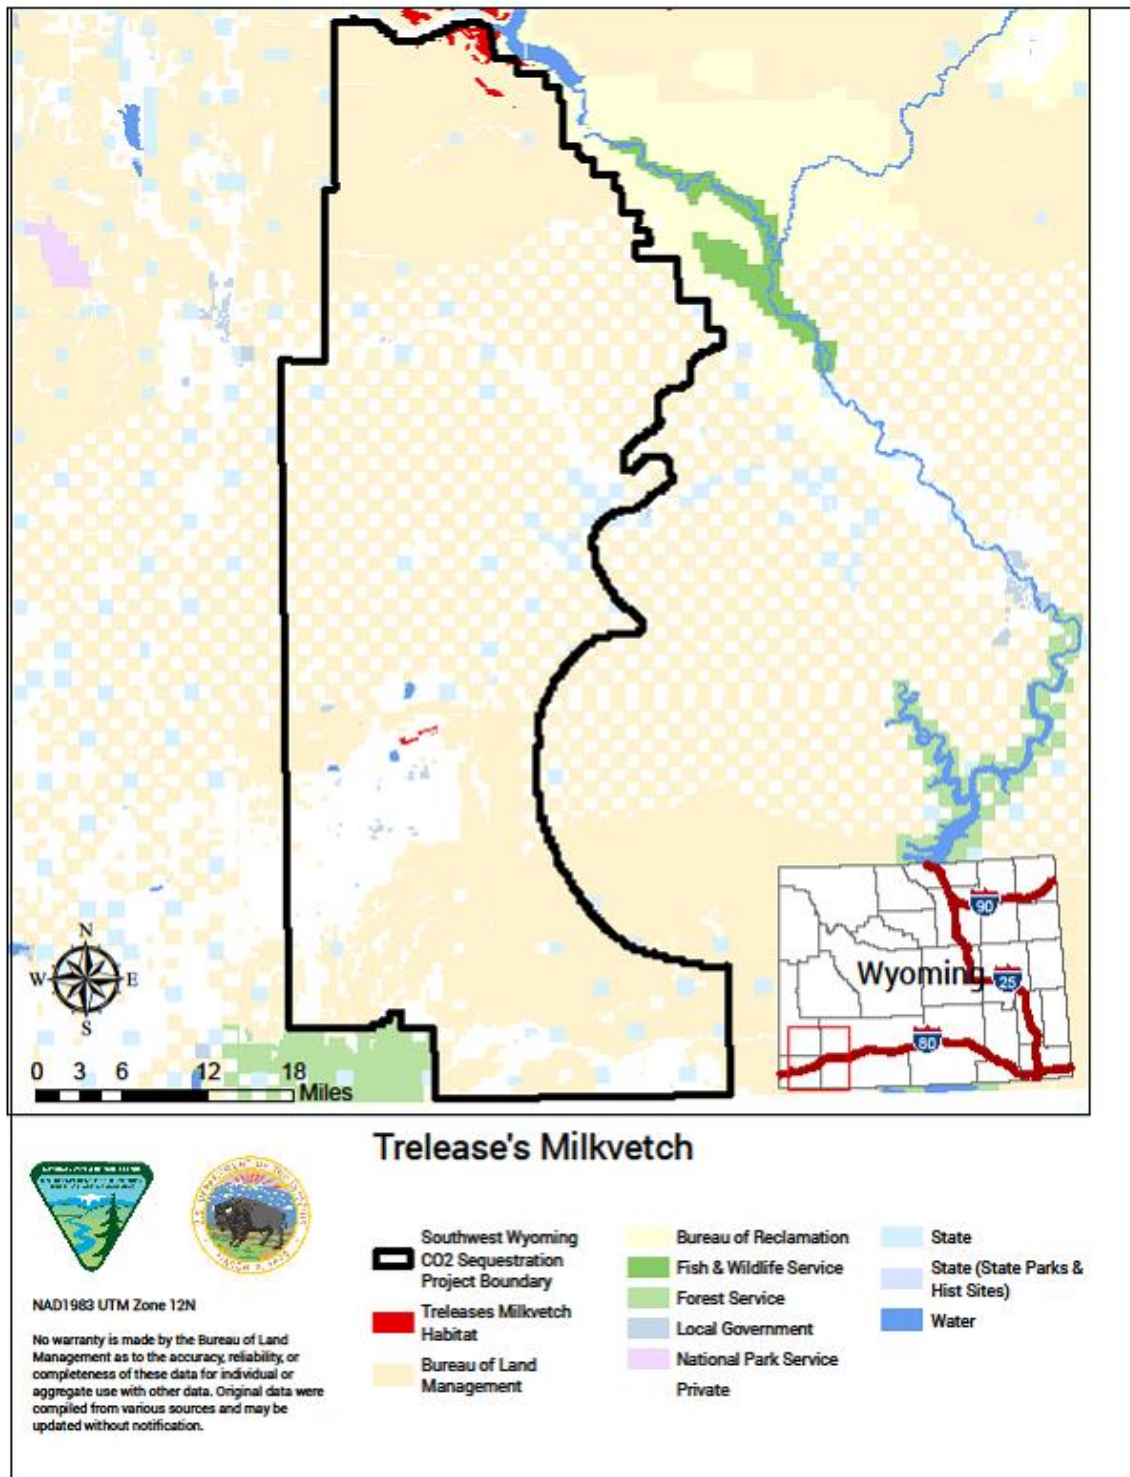 90
Wyoming
25
80
N
W E
S
0 3 6 12 18
Miles
Trelease's Milkvetch
Southwest Wyoming
CO2 Sequestration
Project Boundary
Treleases Milkvetch
Habitat
Bureau of Land
Management
Bureau of Reclamation
Fish & Wildlife Service
Forest Service
Local Government
National Park Service
Private
State
State (State Parks &
Hist Sites)
Water
NAD1983 UTM Zone 12N
No warranty is made by the Bureau of Land
Management as to the accuracy, reliability, or
completeness of these data for individual or
aggregate use with other data. Original data were
compiled from various sources and may be
updated without notification.